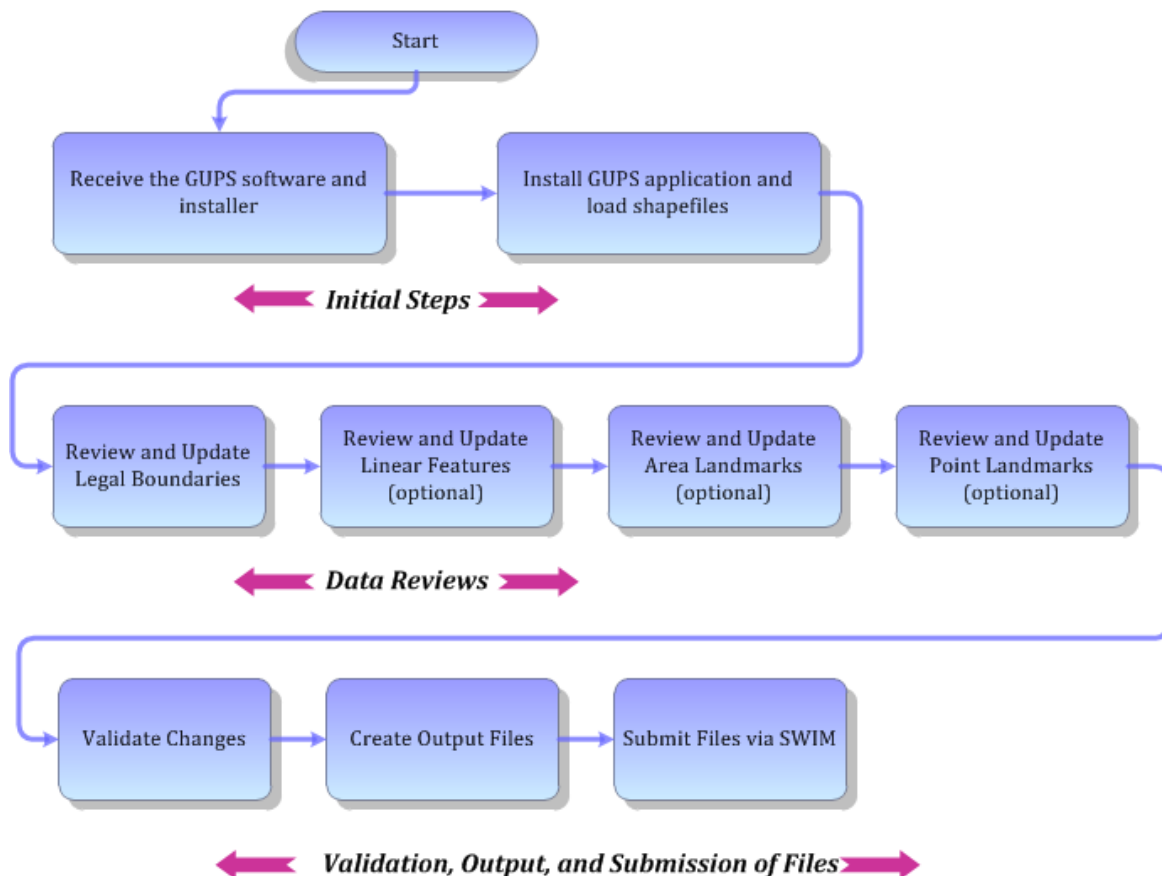 Start
Receive the GUPS software and
installer
Install GUPS application and
load shapefiles
Initial Steps
Review and Update
Legal Boundaries
Review and Update
Linear Features
(optional)
Review and Update
Area Landmarks
(optional)
Review and Update
Point Landmarks
(optional)
Data Reviews
Validate Changes
Create Output Files
Submit Files via SWIM
Validation, Output, and Submission of Files